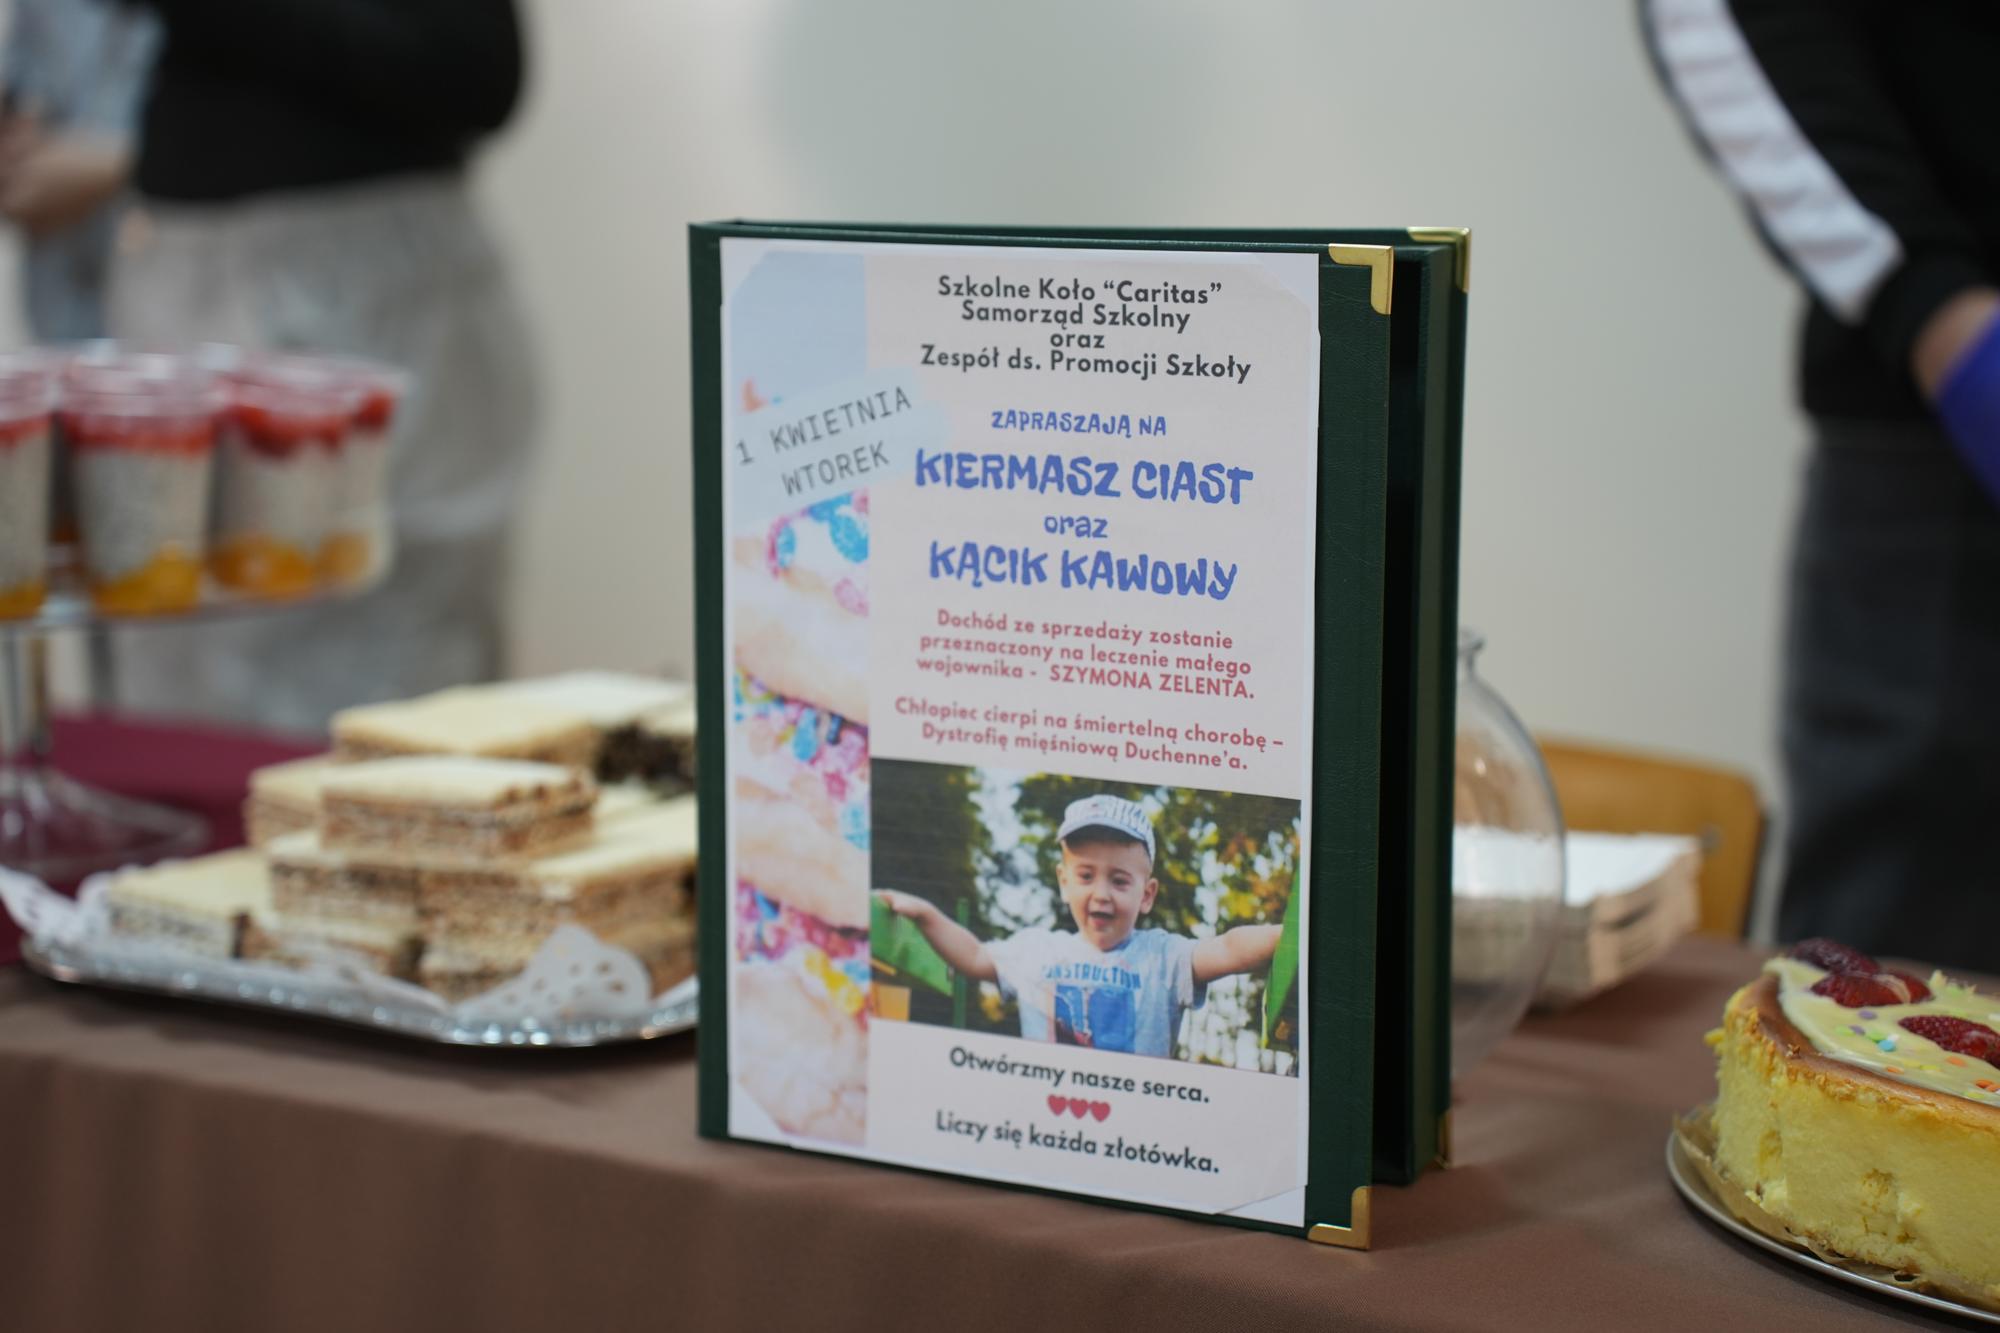 Szkolne Koło “Caritas”
Samorząd Szkolny
oraz
Zespół ds. Promocji Szkoły
1 KWIETNIA
WTOREK
ZAPRASZAJĄ NA
KIERMASZ CIAST
oraz
KĄCIK KAWOWY
Dochód ze sprzedaży zostanie
przeznaczony na leczenie małego
wojownika - SZYMONA ZELENTA.
Chłopiec cierpi na śmiertelną chorobę –
Dystrofię mięśniową Duchenne'a.
CONSTRUCTION
Otwórzmy nasze serca.
Liczy się każda złotówka.